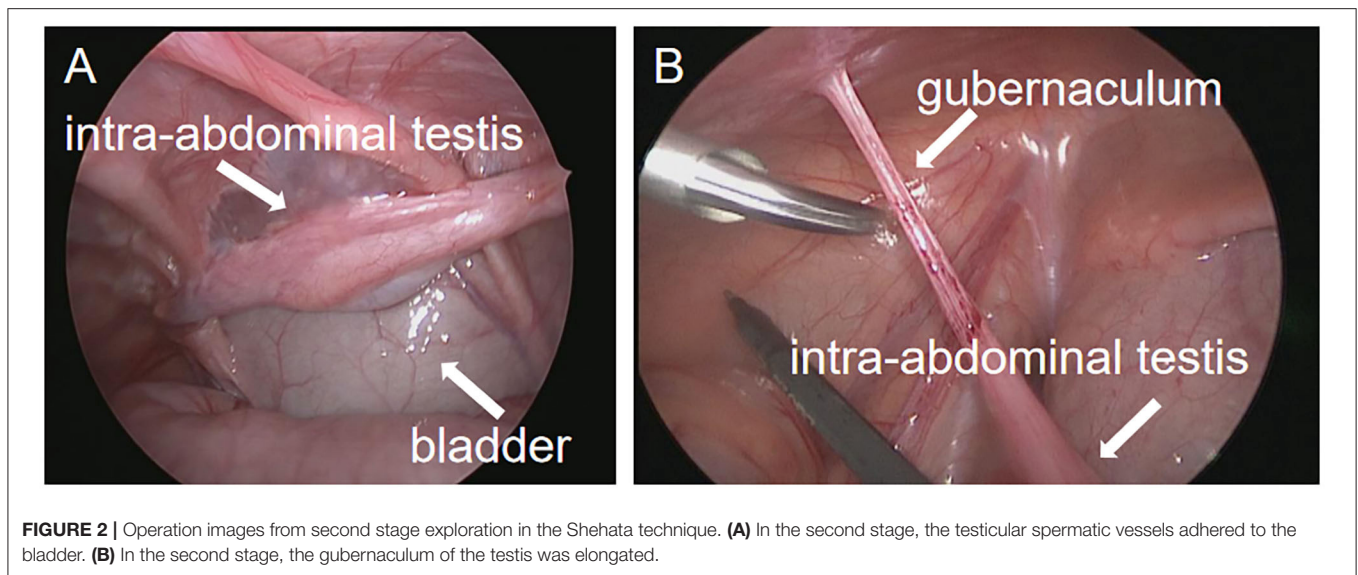 A
intra-abdominal testis
bladder
B
gubernaculum
intra-abdominal testis
FIGURE 2 | Operation images from second stage exploration in the Shehata technique. (A) In the second stage, the testicular spermatic vessels adhered to the
bladder. (B) In the second stage, the gubernaculum of the testis was elongated.